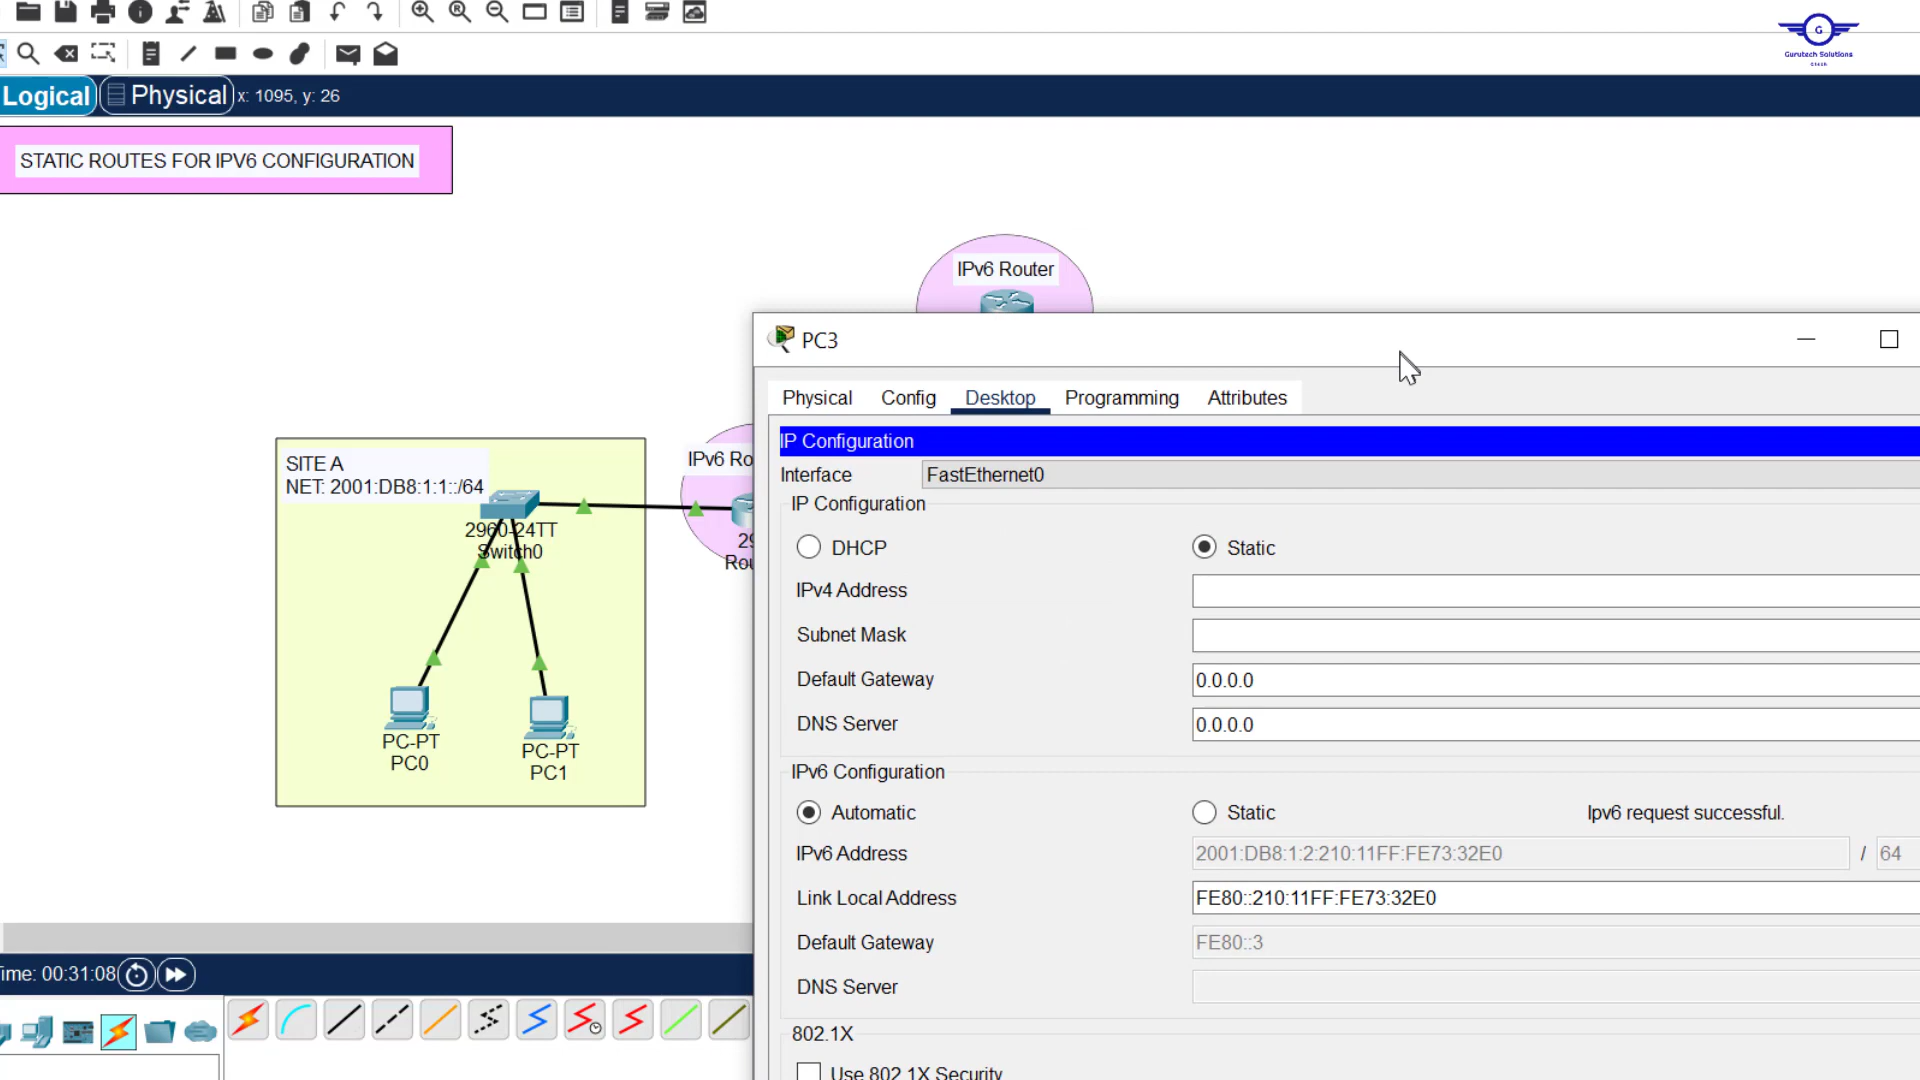 G
Gurutech Solutions
Logical
Physical
x: 1095, y: 26
STATIC ROUTES FOR IPV6 CONFIGURATION
IPv6 Router
PC3
Physical
Config
Desktop
Programming
Attributes
IP Configuration
Interface
FastEthernet0
IP Configuration
DHCP
Static
IPv4 Address
Subnet Mask
Default Gateway
0.0.0.0
DNS Server
0.0.0.0
IPv6 Configuration
Automatic
Static
Ipv6 request successful.
IPv6 Address
2001:DB8:1:2:210:11FF:FE73:32E0
/
64
Link Local Address
FE80::210:11FF:FE73:32E0
Default Gateway
FE80::3
DNS Server
802.1X
Use 802.1X Security
SITE A
NET: 2001:DB8:1:1::/64
2960-24TT
Switch0
IPv6 Ro
29
Rou
PC-PT
PC0
PC-PT
PC1
ime: 00:31:08